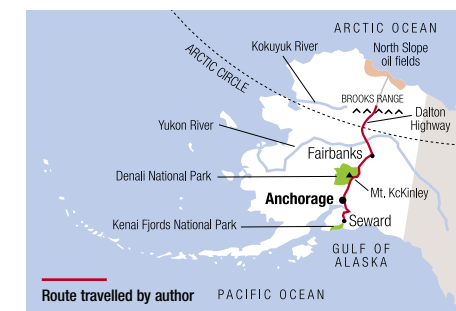 ARCTIC OCEAN
Kokuyuk River
North Slope
oil fields
ARCTIC CIRCLE
BROOKS RANGE
Dalton
Highway
Yukon River
Fairbanks
Denali National Park
Mt. KcKinley
Anchorage
Kenai Fjords National Park
Seward
GULF OF
ALASKA
Route travelled by author
PACIFIC OCEAN